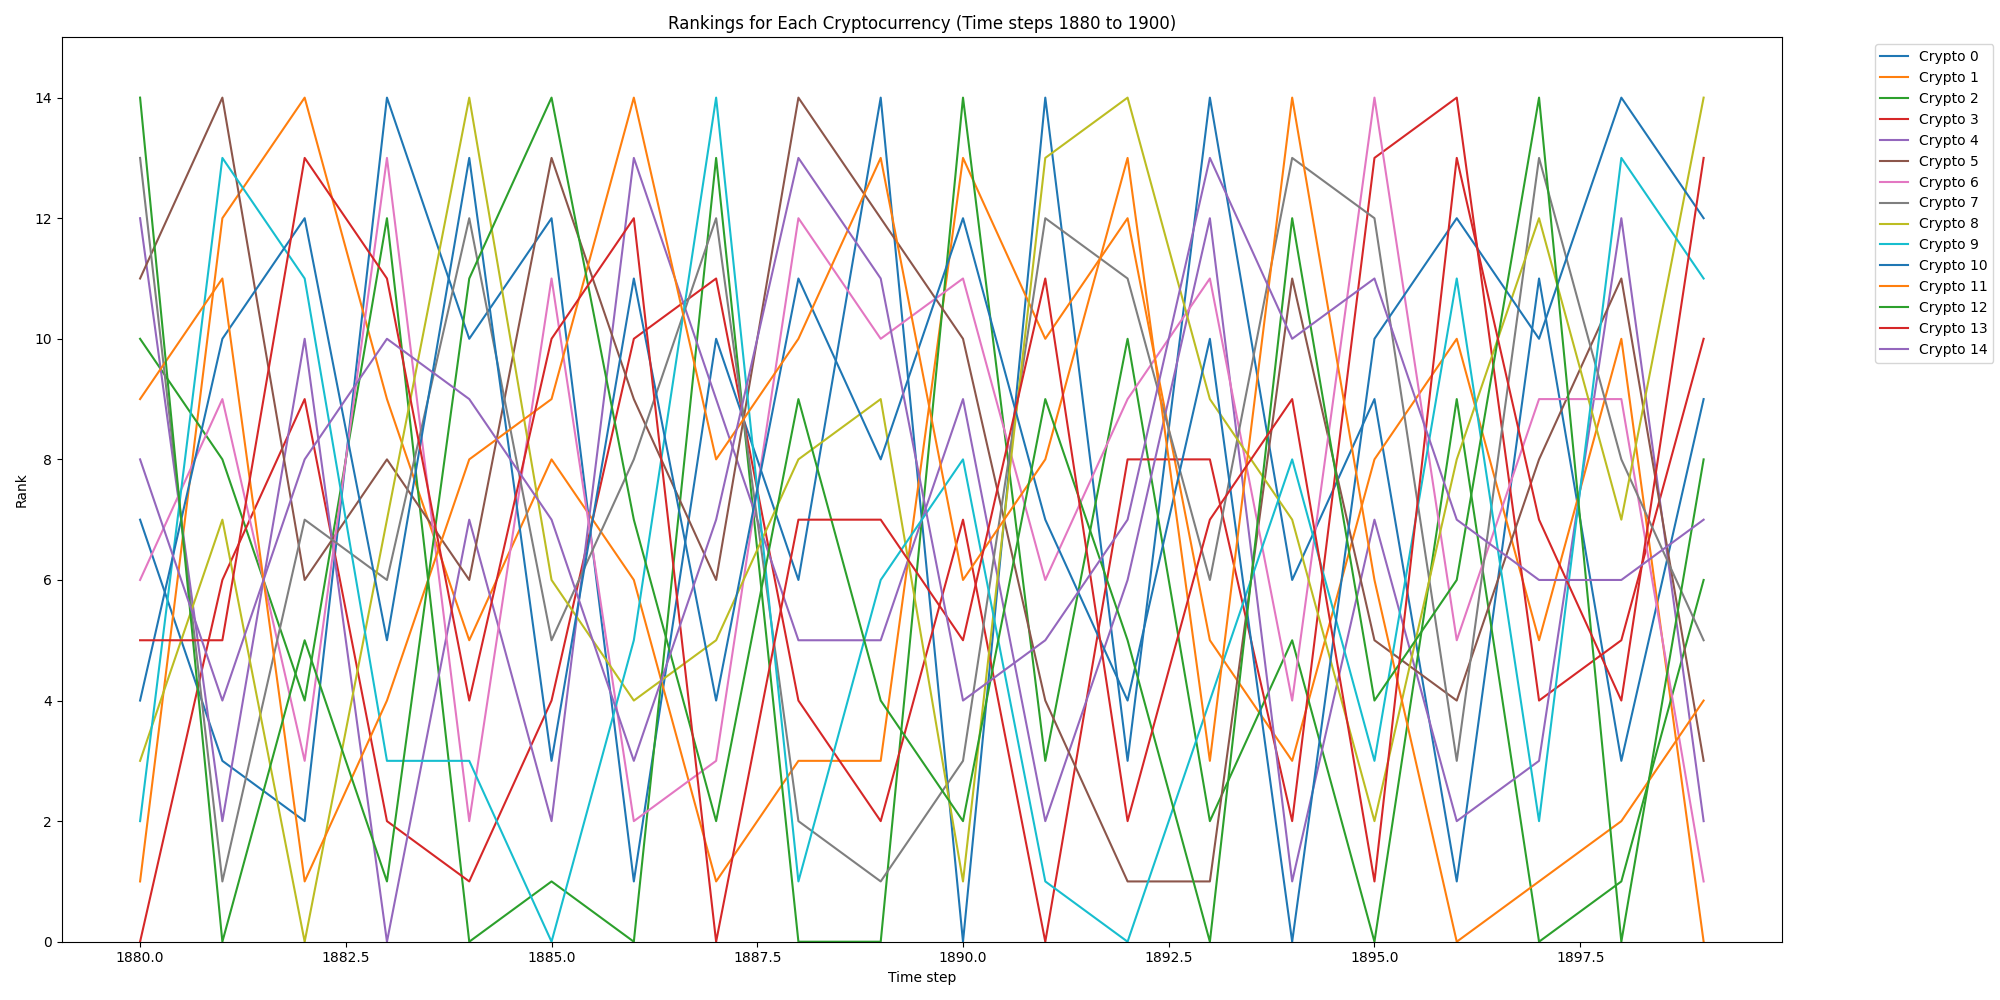 Rankings for Each Cryptocurrency (Time steps 1880 to 1900)
Rank
14
12
10
8
6
4
2
0
1880.0 1882.5 1885.0 1887.5 1890.0 1892.5 1895.0 1897.5
Time step
Crypto 0
Crypto 1
Crypto 2
Crypto 3
Crypto 4
Crypto 5
Crypto 6
Crypto 7
Crypto 8
Crypto 9
Crypto 10
Crypto 11
Crypto 12
Crypto 13
Crypto 14